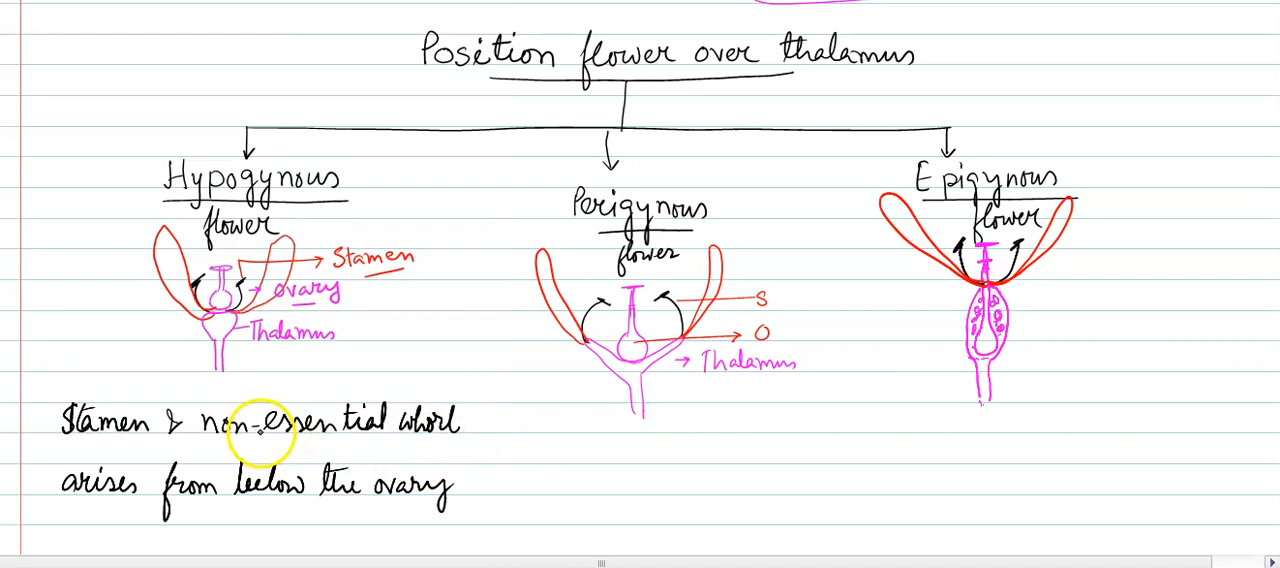 Position flower over thalamus
Hypogynous
flower
Stamen
ovary
Thalamus
Perigynous
flower
S
O
Thalamus
Epigynous
flower
Stamen & non-essential whorl
arises from below the ovary